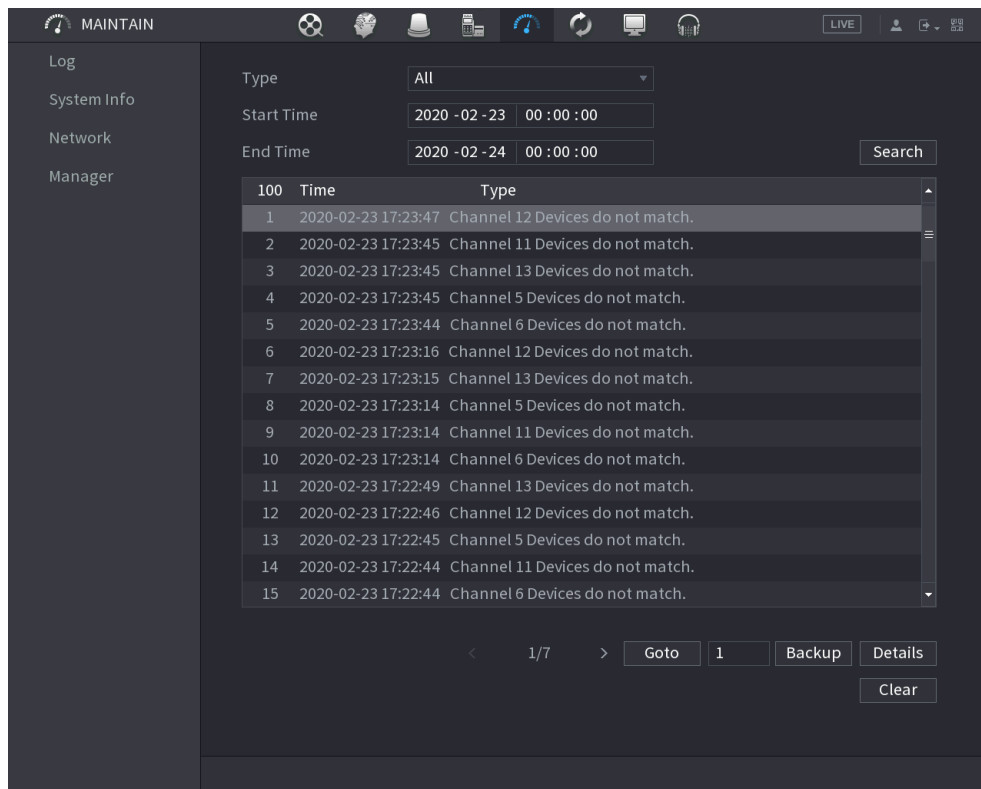 MAINTAIN
LIVE
Log
System Info
Network
Manager
Type All
Start Time 2020 -02 -23 00 :00 :00
End Time 2020 -02 -24 00 :00 :00
Search
100 Time Type
1 2020-02-23 17:23:47 Channel 12 Devices do not match.
2 2020-02-23 17:23:45 Channel 11 Devices do not match.
3 2020-02-23 17:23:45 Channel 13 Devices do not match.
4 2020-02-23 17:23:45 Channel 5 Devices do not match.
5 2020-02-23 17:23:44 Channel 6 Devices do not match.
6 2020-02-23 17:23:16 Channel 12 Devices do not match.
7 2020-02-23 17:23:15 Channel 13 Devices do not match.
8 2020-02-23 17:23:14 Channel 5 Devices do not match.
9 2020-02-23 17:23:14 Channel 11 Devices do not match.
10 2020-02-23 17:23:14 Channel 6 Devices do not match.
11 2020-02-23 17:22:49 Channel 13 Devices do not match.
12 2020-02-23 17:22:46 Channel 12 Devices do not match.
13 2020-02-23 17:22:45 Channel 5 Devices do not match.
14 2020-02-23 17:22:44 Channel 11 Devices do not match.
15 2020-02-23 17:22:44 Channel 6 Devices do not match.
< 1/7 > Goto 1 Backup Details
Clear